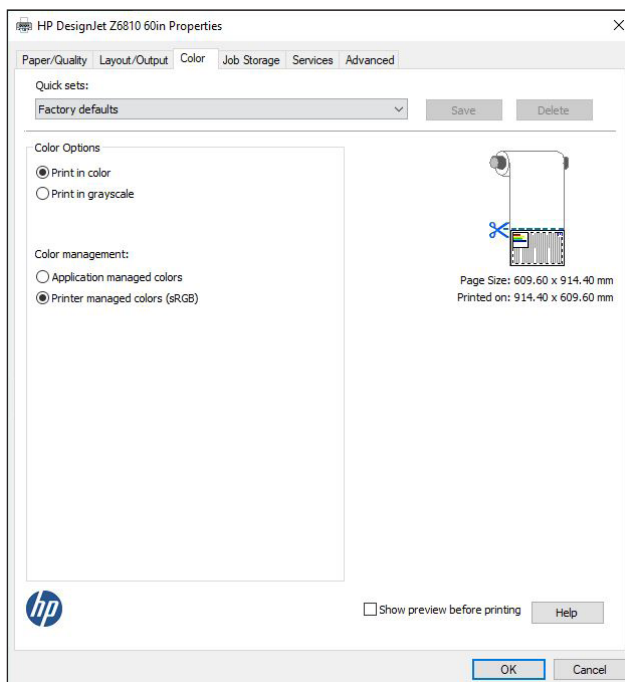 HP DesignJet Z6810 60in Properties
Paper/Quality Layout/Output Color Job Storage Services Advanced
Quick sets:
Factory defaults
Save Delete
Color Options
Print in color
Print in grayscale
Color management:
Application managed colors
Printer managed colors (sRGB)
Page Size: 609.60 x 914.40 mm
Printed on: 914.40 x 609.60 mm
hp
Show preview before printing
Help
OK Cancel